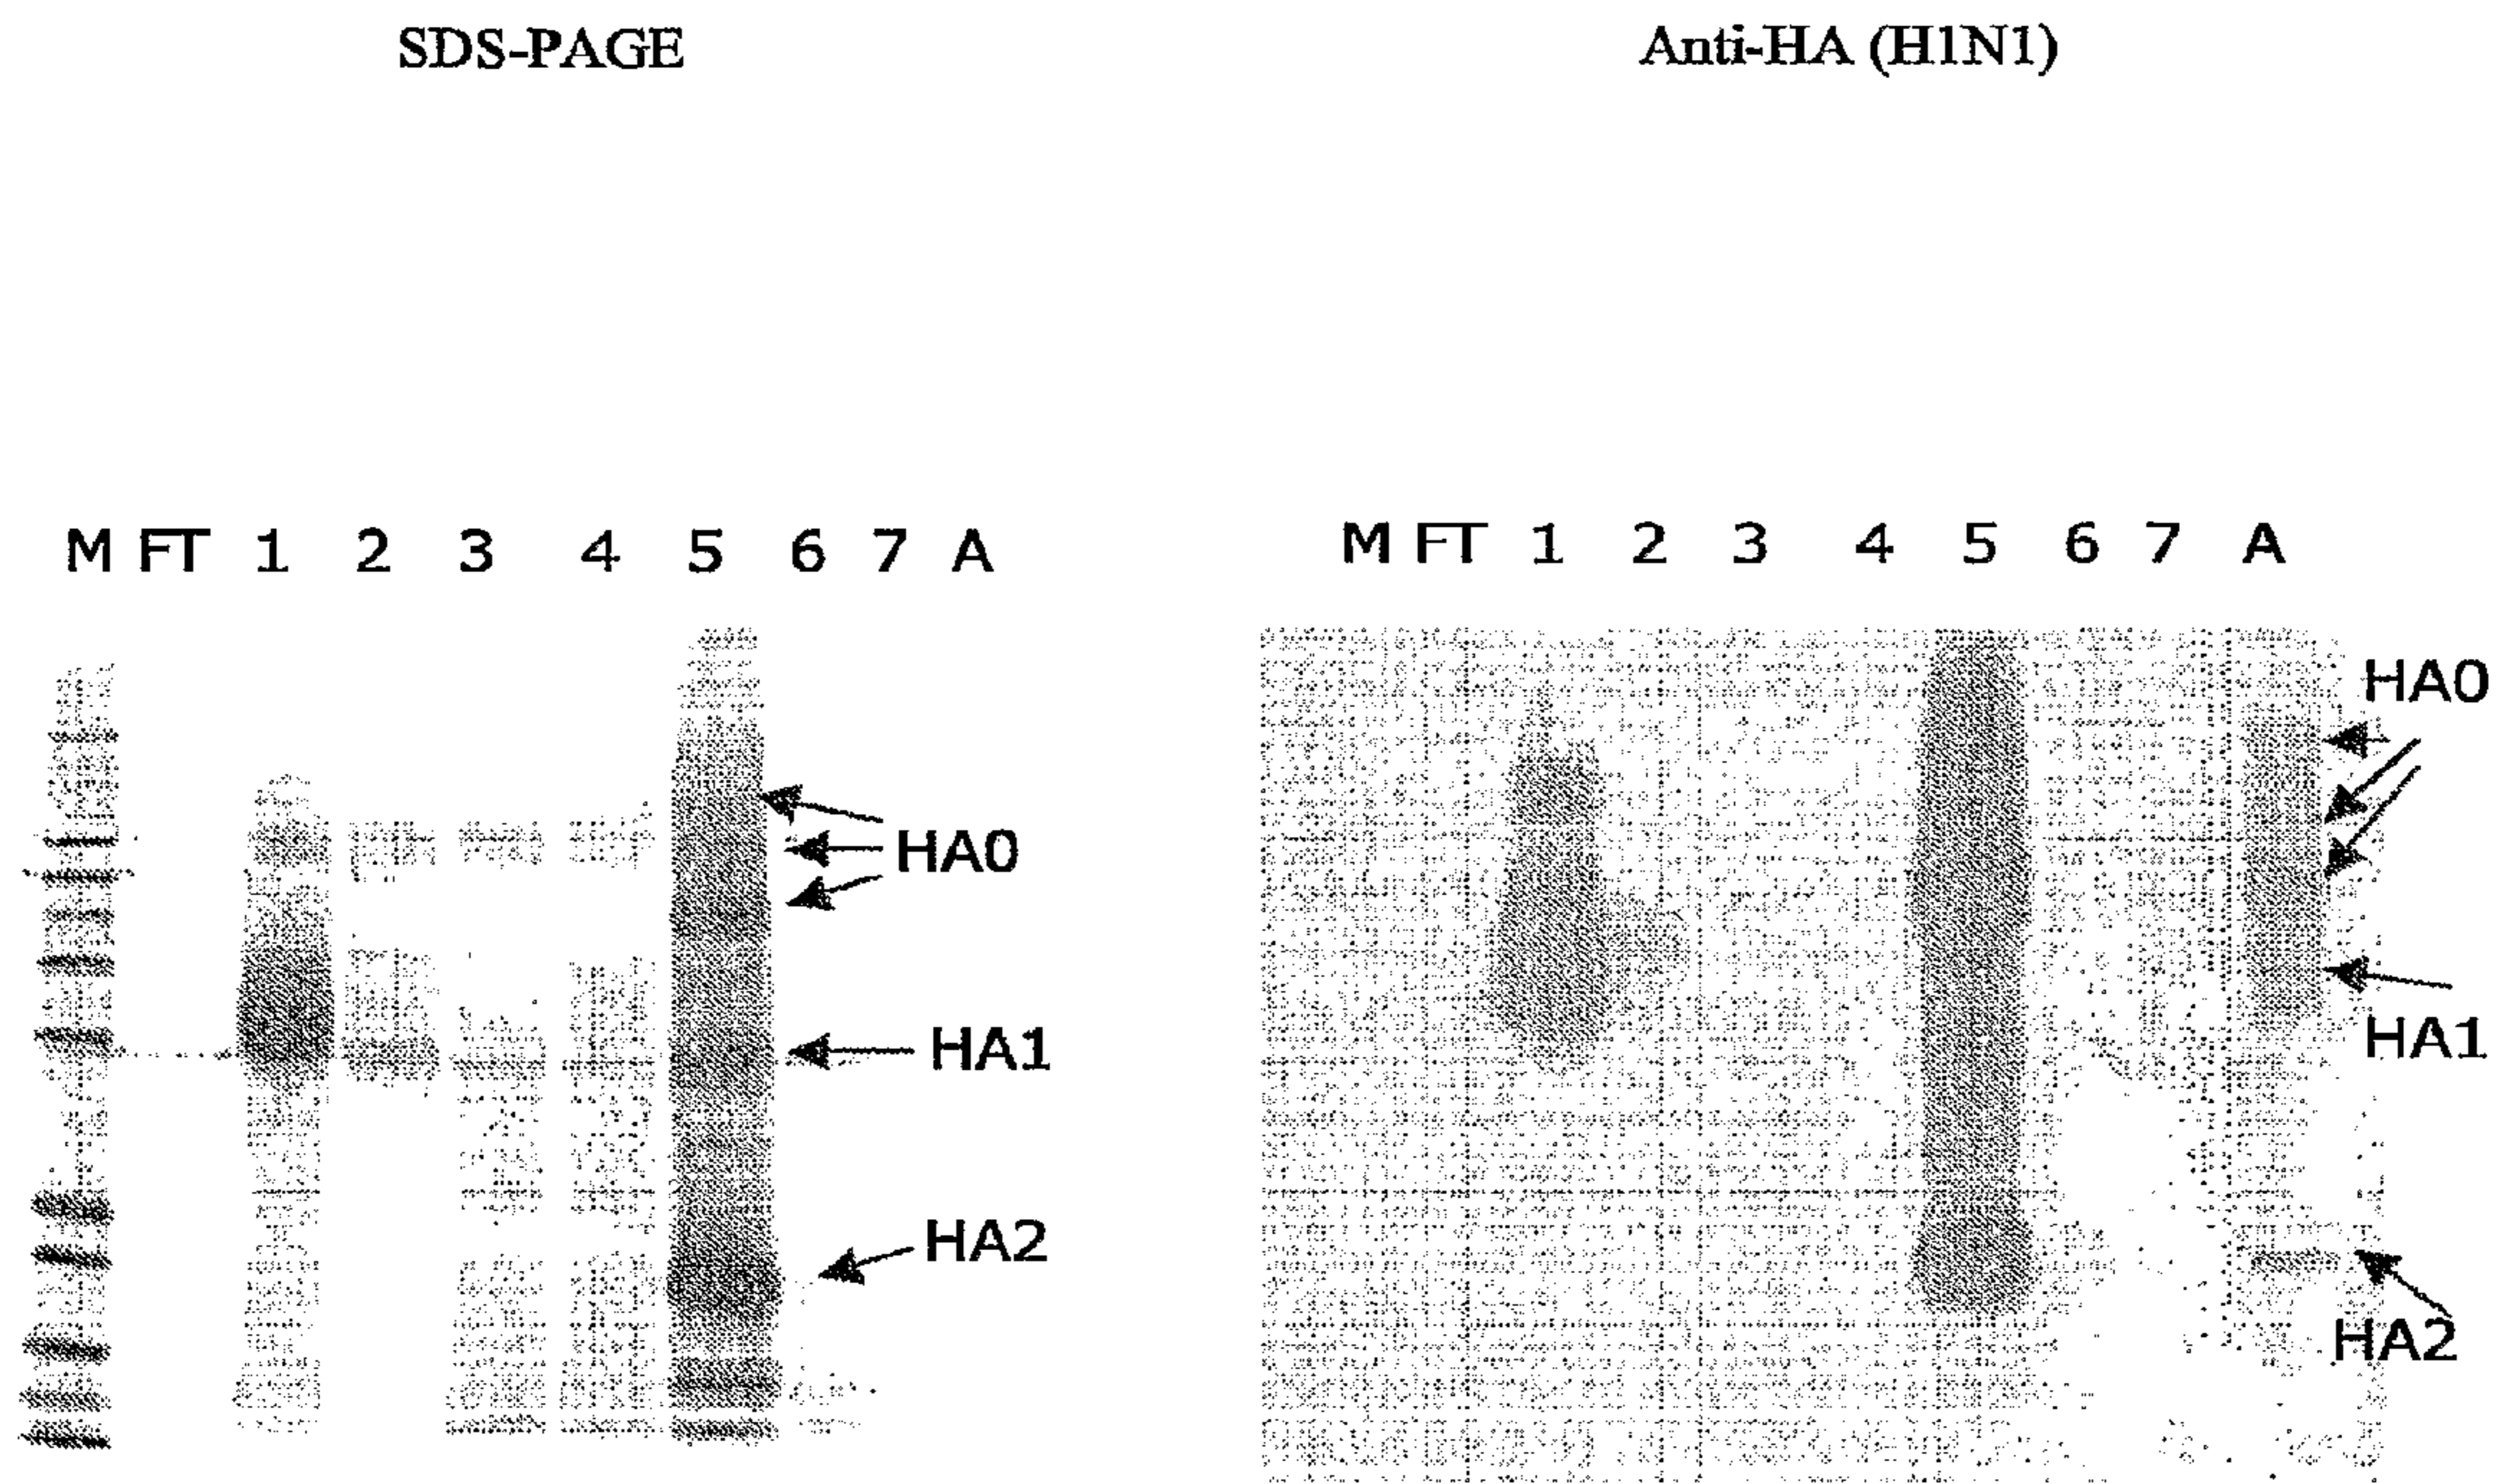 SDS-PAGE
M FT 1 2 3 4 5 6 7 A
HA0
HA1
HA2
Anti-HA (H1N1)
M FT 1 2 3 4 5 6 7 A
HA0
HA1
HA2